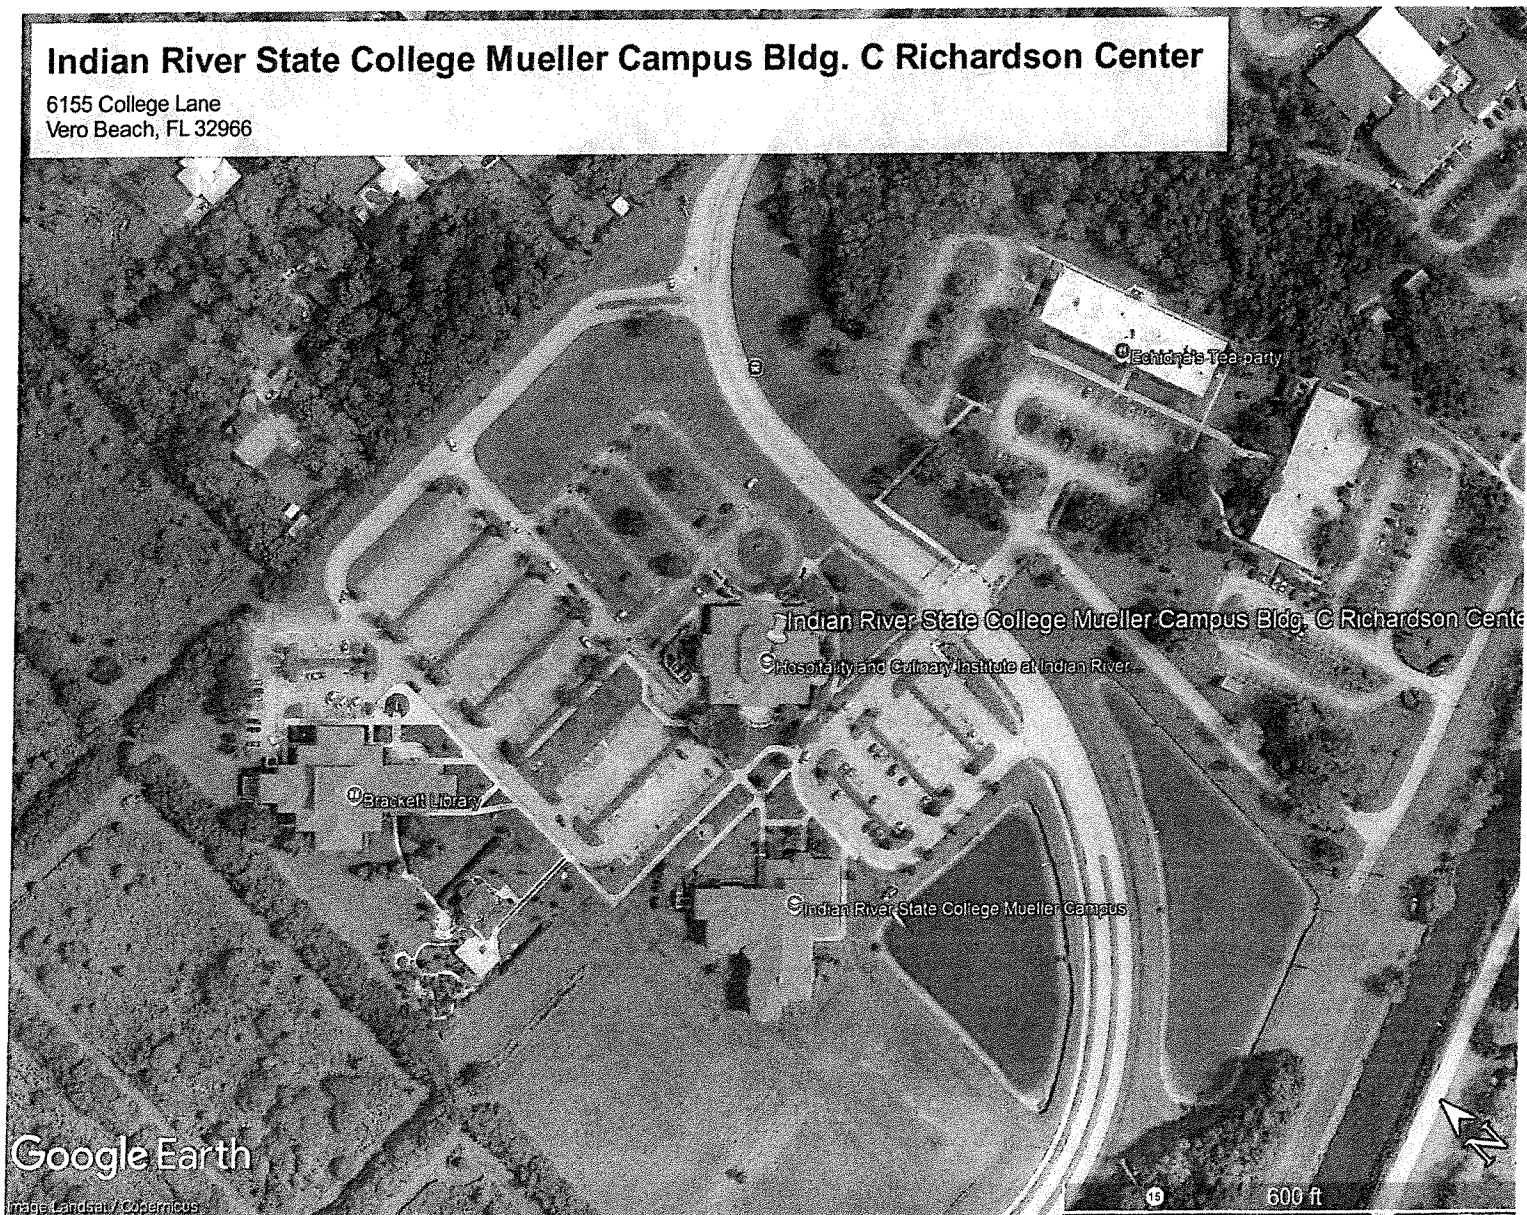 Indian River State College Mueller Campus Bldg. C Richardson Center
6155 College Lane
Vero Beach, FL 32966
Echidna's Tea party
Indian River State College Mueller Campus Bldg. C Richardson Cente
Hospitality and Culinary Institute at Indian River...
Brackett Library
Indian River State College Mueller Campus
N
Google Earth
15
600 ft
Image Landsat / Copernicus